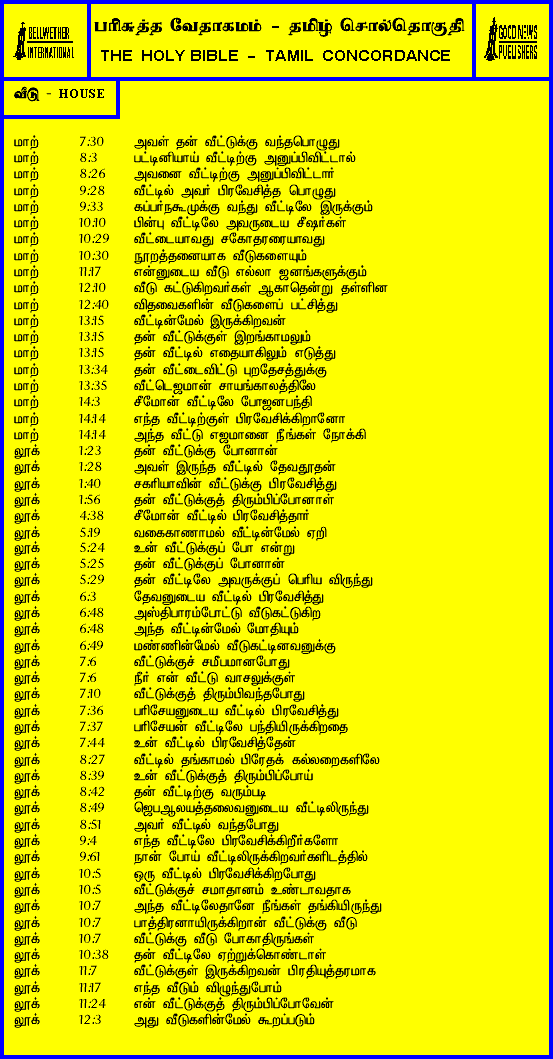 BELLWETHER
INTERNATIONAL
பரிசுத்த வேதாகமம் - தமிழ் சொல்தொகுதி
THE HOLY BIBLE - TAMIL CONCORDANCE
GOOD NEWS
PUBLISHERS
வீடு - HOUSE
மாற் 7:30 அவள் தன் வீட்டுக்கு வந்தபொழுது
மாற் 8:3 பட்டினியாய் வீட்டிற்கு அனுப்பிவிட்டால்
மாற் 8:26 அவனை வீட்டிற்கு அனுப்பிவிட்டார்
மாற் 9:28 வீட்டில் அவர் பிரவேசித்த பொழுது
மாற் 9:33 கப்பர்நகூமுக்கு வந்து வீட்டிலே இருக்கும்
மாற் 10:10 பின்பு வீட்டிலே அவருடைய சீஷர்கள்
மாற் 10:29 வீட்டையாவது சகோதரரையாவது
மாற் 10:30 நூறத்தனையாக வீடுகளையும்
மாற் 11:17 என்னுடைய வீடு எல்லா ஜனங்களுக்கும்
மாற் 12:10 வீடு கட்டுகிறவர்கள் ஆகாதென்று தள்ளின
மாற் 12:40 விதவைகளின் வீடுகளைப் பட்சித்து
மாற் 13:15 வீட்டின்மேல் இருக்கிறவன்
மாற் 13:15 தன் வீட்டுக்குள் இறங்காமலும்
மாற் 13:15 தன் வீட்டில் எதையாகிலும் எடுத்து
மாற் 13:34 தன் வீட்டைவிட்டு புறதேசத்துக்கு
மாற் 13:35 வீட்டெஜமான் சாயங்காலத்திலே
மாற் 14:3 சீமோன் வீட்டிலே போஜனபந்தி
மாற் 14:14 எந்த வீட்டிற்குள் பிரவேசிக்கிறானோ
மாற் 14:14 அந்த வீட்டு எஜமானை நீங்கள் நோக்கி
லூக் 1:23 தன் வீட்டுக்கு போனான்
லூக் 1:28 அவள் இருந்த வீட்டில் தேவதூதன்
லூக் 1:40 சகரியாவின் வீட்டுக்கு பிரவேசித்து
லூக் 1:56 தன் வீட்டுக்குத் திரும்பிப்போனாள்
லூக் 4:38 சீமோன் வீட்டில் பிரவேசித்தார்
லூக் 5:19 வகைகாணாமல் வீட்டின்மேல் ஏறி
லூக் 5:24 உன் வீட்டுக்குப் போ என்று
லூக் 5:25 தன் வீட்டுக்குப் போனான்
லூக் 5:29 தன் வீட்டிலே அவருக்குப் பெரிய விருந்து
லூக் 6:3 தேவனுடைய வீட்டில் பிரவேசித்து
லூக் 6:48 அஸ்திபாரம்போட்டு வீடுகட்டுகிற
லூக் 6:48 அந்த வீட்டின்மேல் மோதியும்
லூக் 6:49 மண்ணின்மேல் வீடுகட்டினவனுக்கு
லூக் 7:6 வீட்டுக்குச் சமீபமானபோது
லூக் 7:6 நீர் என் வீட்டு வாசலுக்குள்
லூக் 7:10 வீட்டுக்குத் திரும்பிவந்தபோது
லூக் 7:36 பரிசேயனுடைய வீட்டில் பிரவேசித்து
லூக் 7:37 பரிசேயன் வீட்டிலே பந்தியிருக்கிறதை
லூக் 7:44 உன் வீட்டில் பிரவேசித்தேன்
லூக் 8:27 வீட்டில் தங்காமல் பிரேதக் கல்லறைகளிலே
லூக் 8:39 உன் வீட்டுக்குத் திரும்பிப்போய்
லூக் 8:42 தன் வீட்டிற்கு வரும்படி
லூக் 8:49 ஜெபஆலயத்தலைவனுடைய வீட்டிலிருந்து
லூக் 8:51 அவர் வீட்டில் வந்தபோது
லூக் 9:4 எந்த வீட்டிலே பிரவேசிக்கிறீர்களோ
லூக் 9:61 நான் போய் வீட்டிலிருக்கிறவர்களிடத்தில்
லூக் 10:5 ஒரு வீட்டில் பிரவேசிக்கிறபோது
லூக் 10:5 வீட்டுக்குச் சமாதானம் உண்டாவதாக
லூக் 10:7 அந்த வீட்டிலேதானே நீங்கள் தங்கியிருந்து
லூக் 10:7 பாத்திரனாயிருக்கிறான் வீட்டுக்கு வீடு
லூக் 10:7 வீட்டுக்கு வீடு போகாதிருங்கள்
லூக் 10:38 தன் வீட்டிலே ஏற்றுக்கொண்டாள்
லூக் 11:7 வீட்டுக்குள் இருக்கிறவன் பிரதியுத்தரமாக
லூக் 11:17 எந்த வீடும் விழுந்துபோம்
லூக் 11:24 என் வீட்டுக்குத் திரும்பிப்போவேன்
லூக் 12:3 அது வீடுகளின்மேல் கூறப்படும்